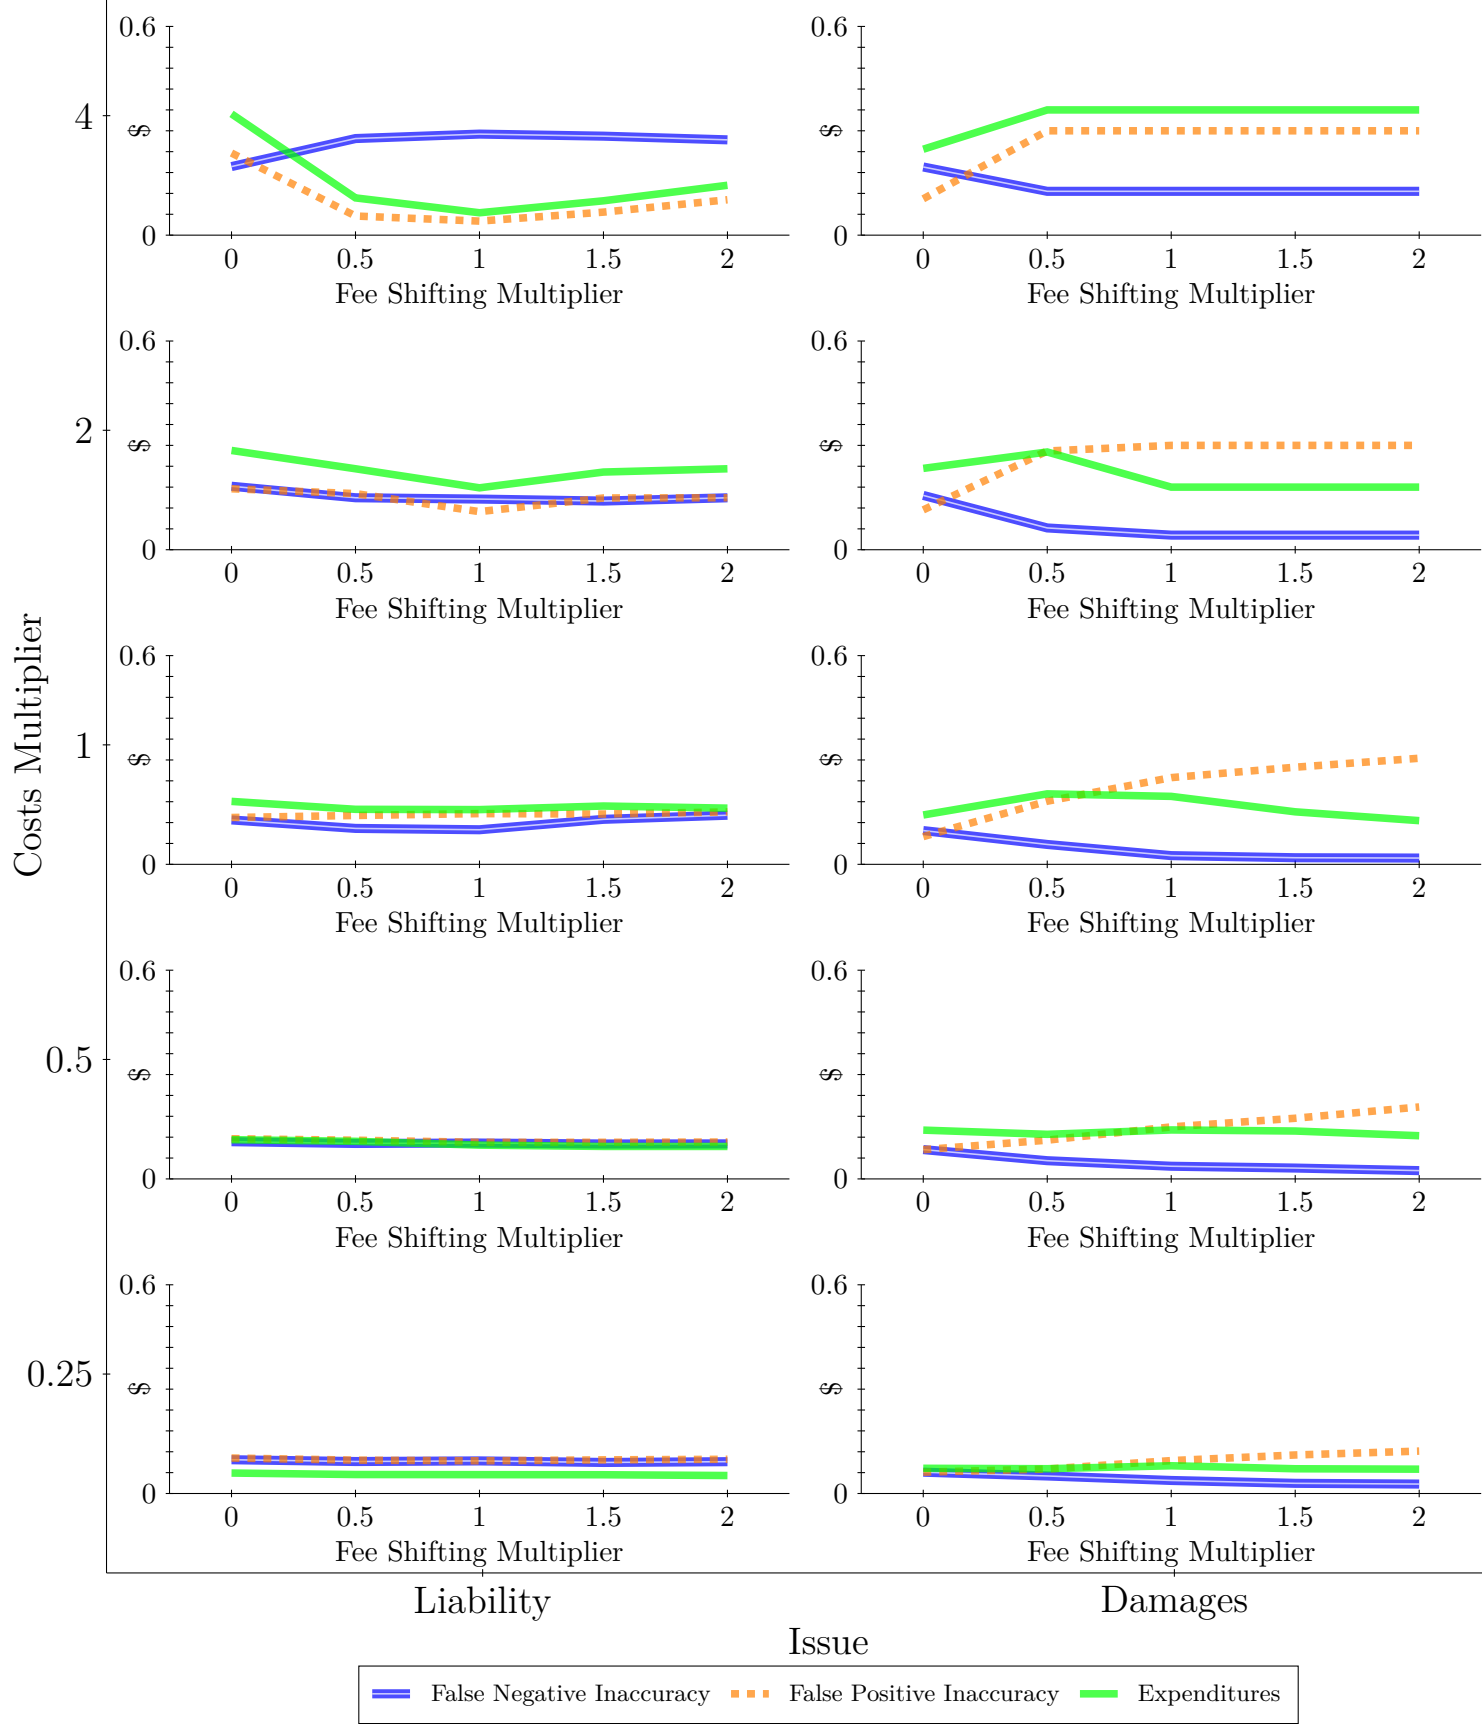 Costs Multiplier
4
0.6
$
0
0 0.5 1 1.5 2
Fee Shifting Multiplier
0.6
$
0
0 0.5 1 1.5 2
Fee Shifting Multiplier
2
0.6
$
0
0 0.5 1 1.5 2
Fee Shifting Multiplier
0.6
$
0
0 0.5 1 1.5 2
Fee Shifting Multiplier
1
0.6
$
0
0 0.5 1 1.5 2
Fee Shifting Multiplier
0.6
$
0
0 0.5 1 1.5 2
Fee Shifting Multiplier
0.5
0.6
$
0
0 0.5 1 1.5 2
Fee Shifting Multiplier
0.6
$
0
0 0.5 1 1.5 2
Fee Shifting Multiplier
0.25
0.6
$
0
0 0.5 1 1.5 2
Fee Shifting Multiplier
0.6
$
0
0 0.5 1 1.5 2
Fee Shifting Multiplier
Liability
Damages
Issue
False Negative Inaccuracy
False Positive Inaccuracy
Expenditures